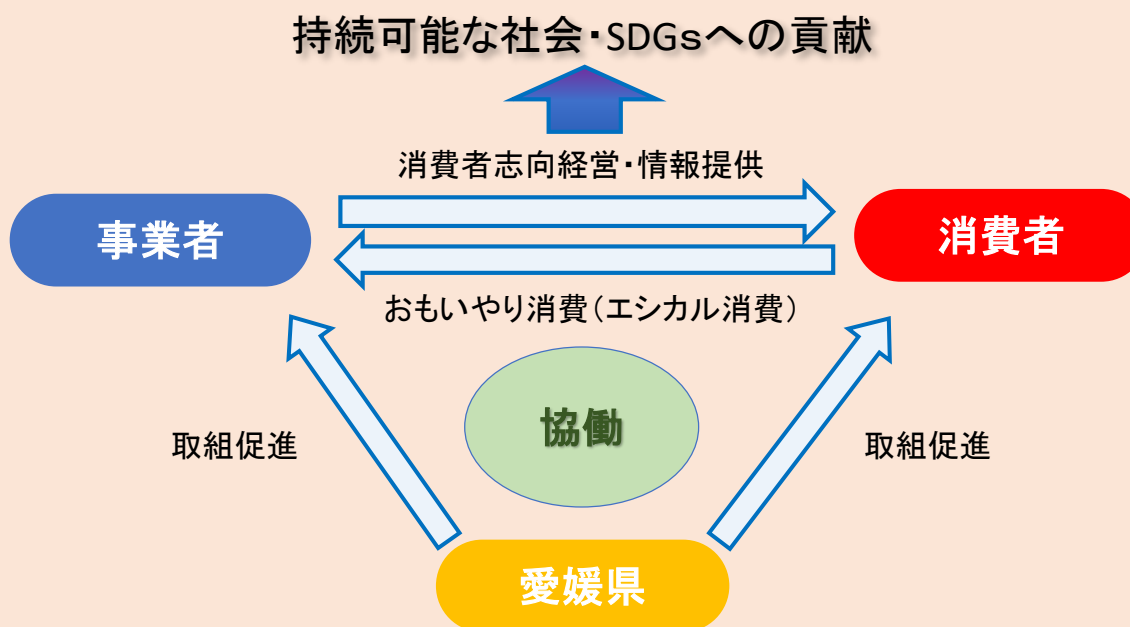 持続可能な社会・SDGsへの貢献
消費者志向経営・情報提供
事業者
消費者
おもいやり消費（エシカル消費）
協働
取組促進
取組促進
愛媛県